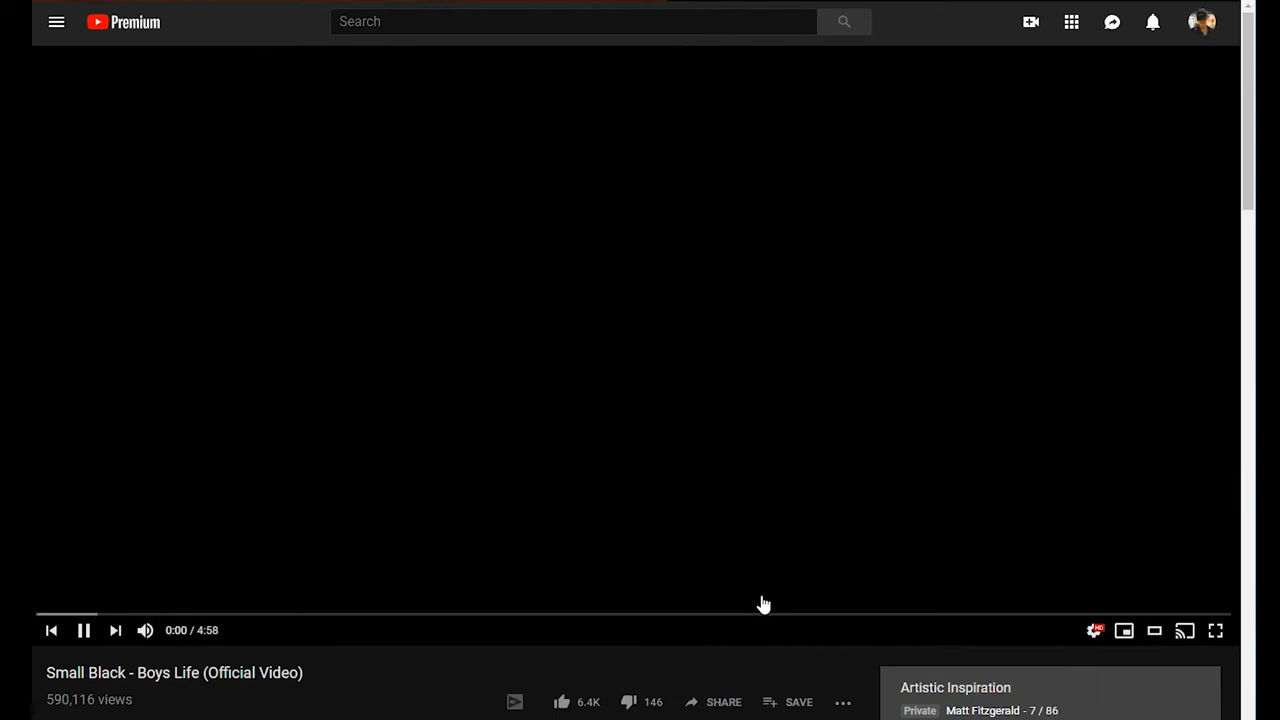 Premium
Search
0:00 / 4:58
HD
Small Black - Boys Life (Official Video)
590,116 views
6.4K
146
SHARE
SAVE
Artistic Inspiration
Private Matt Fitzgerald - 7 / 86